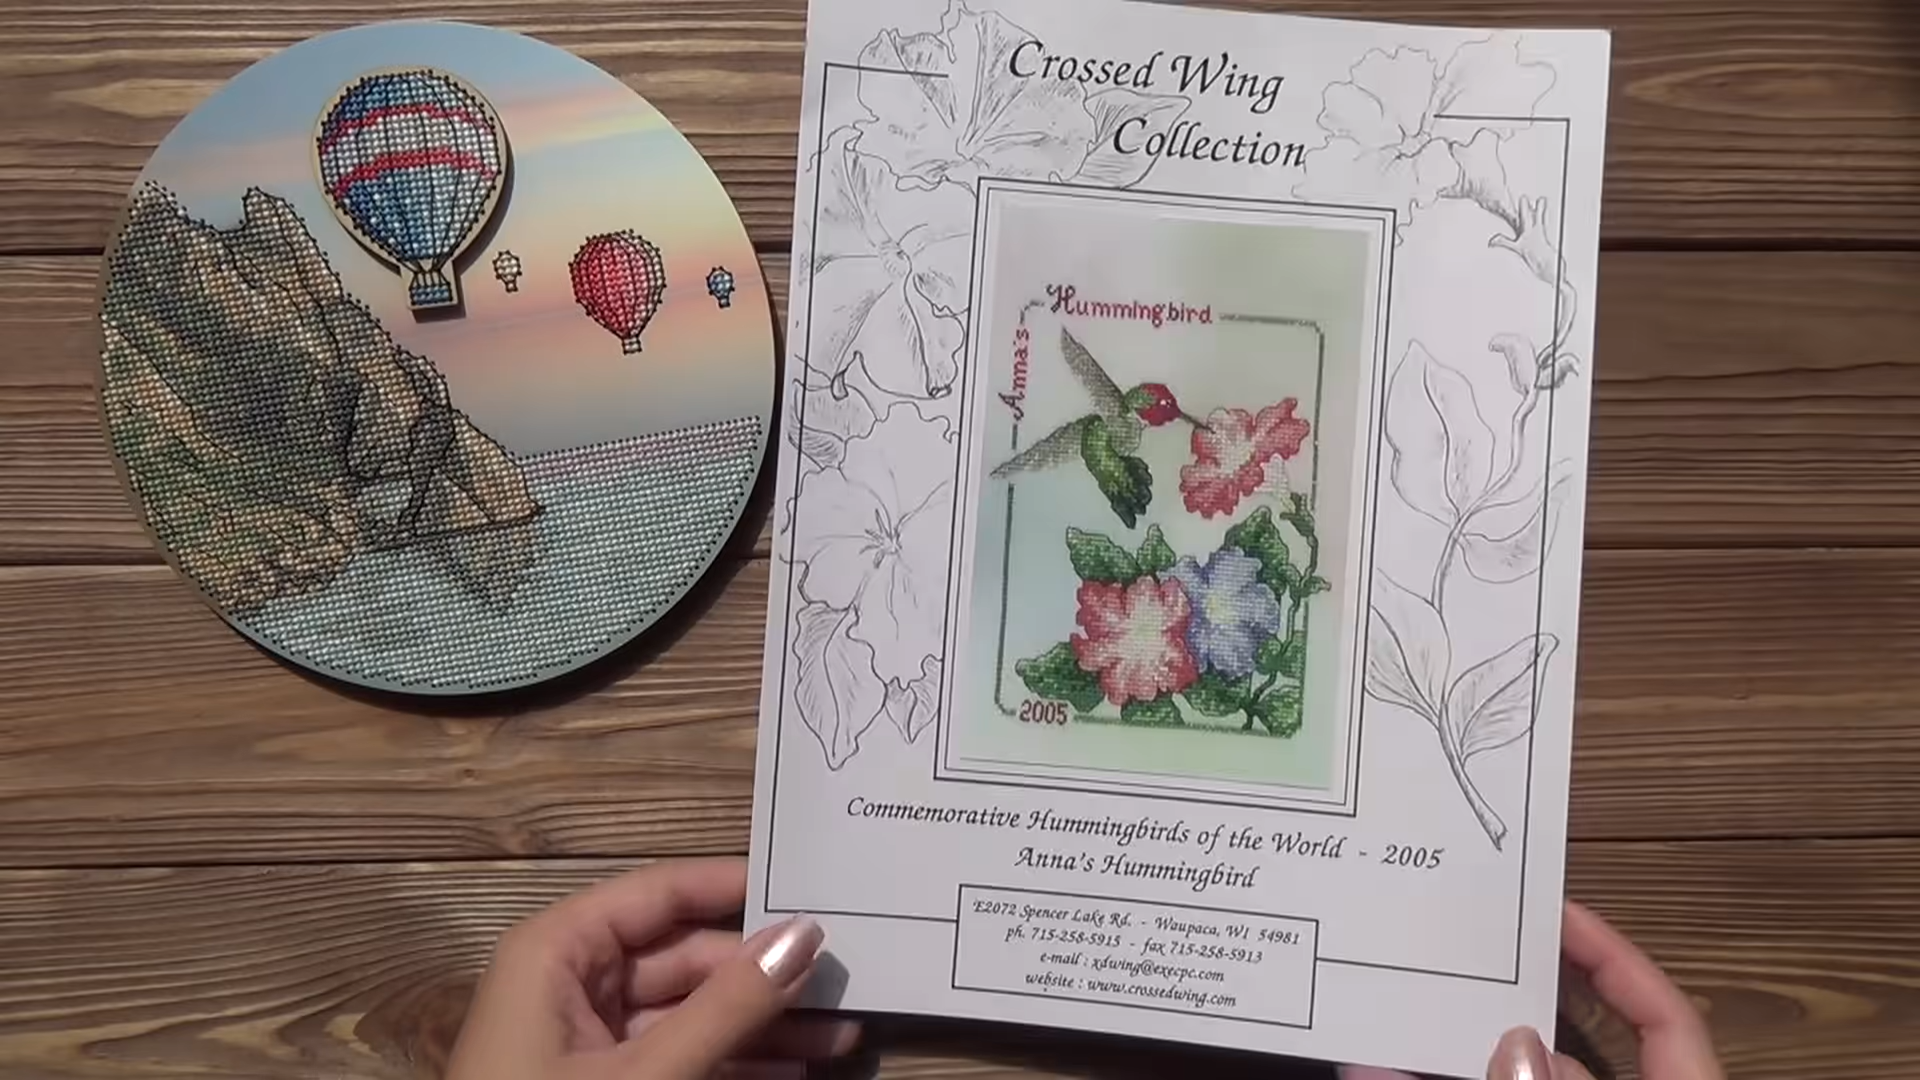 Crossed Wing
Collection
Hummingbird
Anna's
2005
Commemorative Hummingbirds of the World - 2005
Anna's Hummingbird
E2072 Spencer Lake Rd. - Waupaca, WI 54981
ph. 715-258-5915 - fax 715-258-5913
e-mail : xdwing@execpc.com
website : www.crossedwing.com